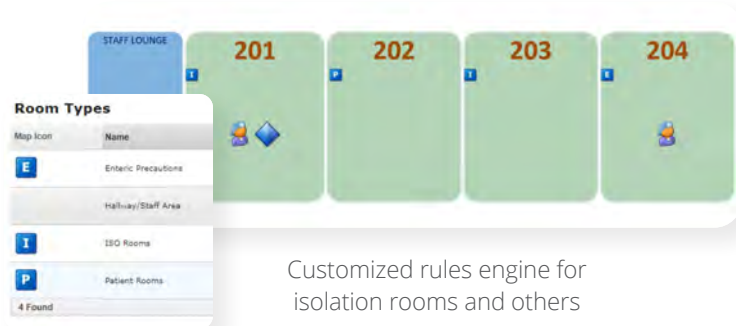 STAFF LOUNGE
201
202
203
204
I
P
I
E
Room Types
Map Icon Name
E Enteric Precautions
Hallway/Staff Area
I ISO Rooms
P Patient Rooms
4 Found
Customized rules engine for
isolation rooms and others